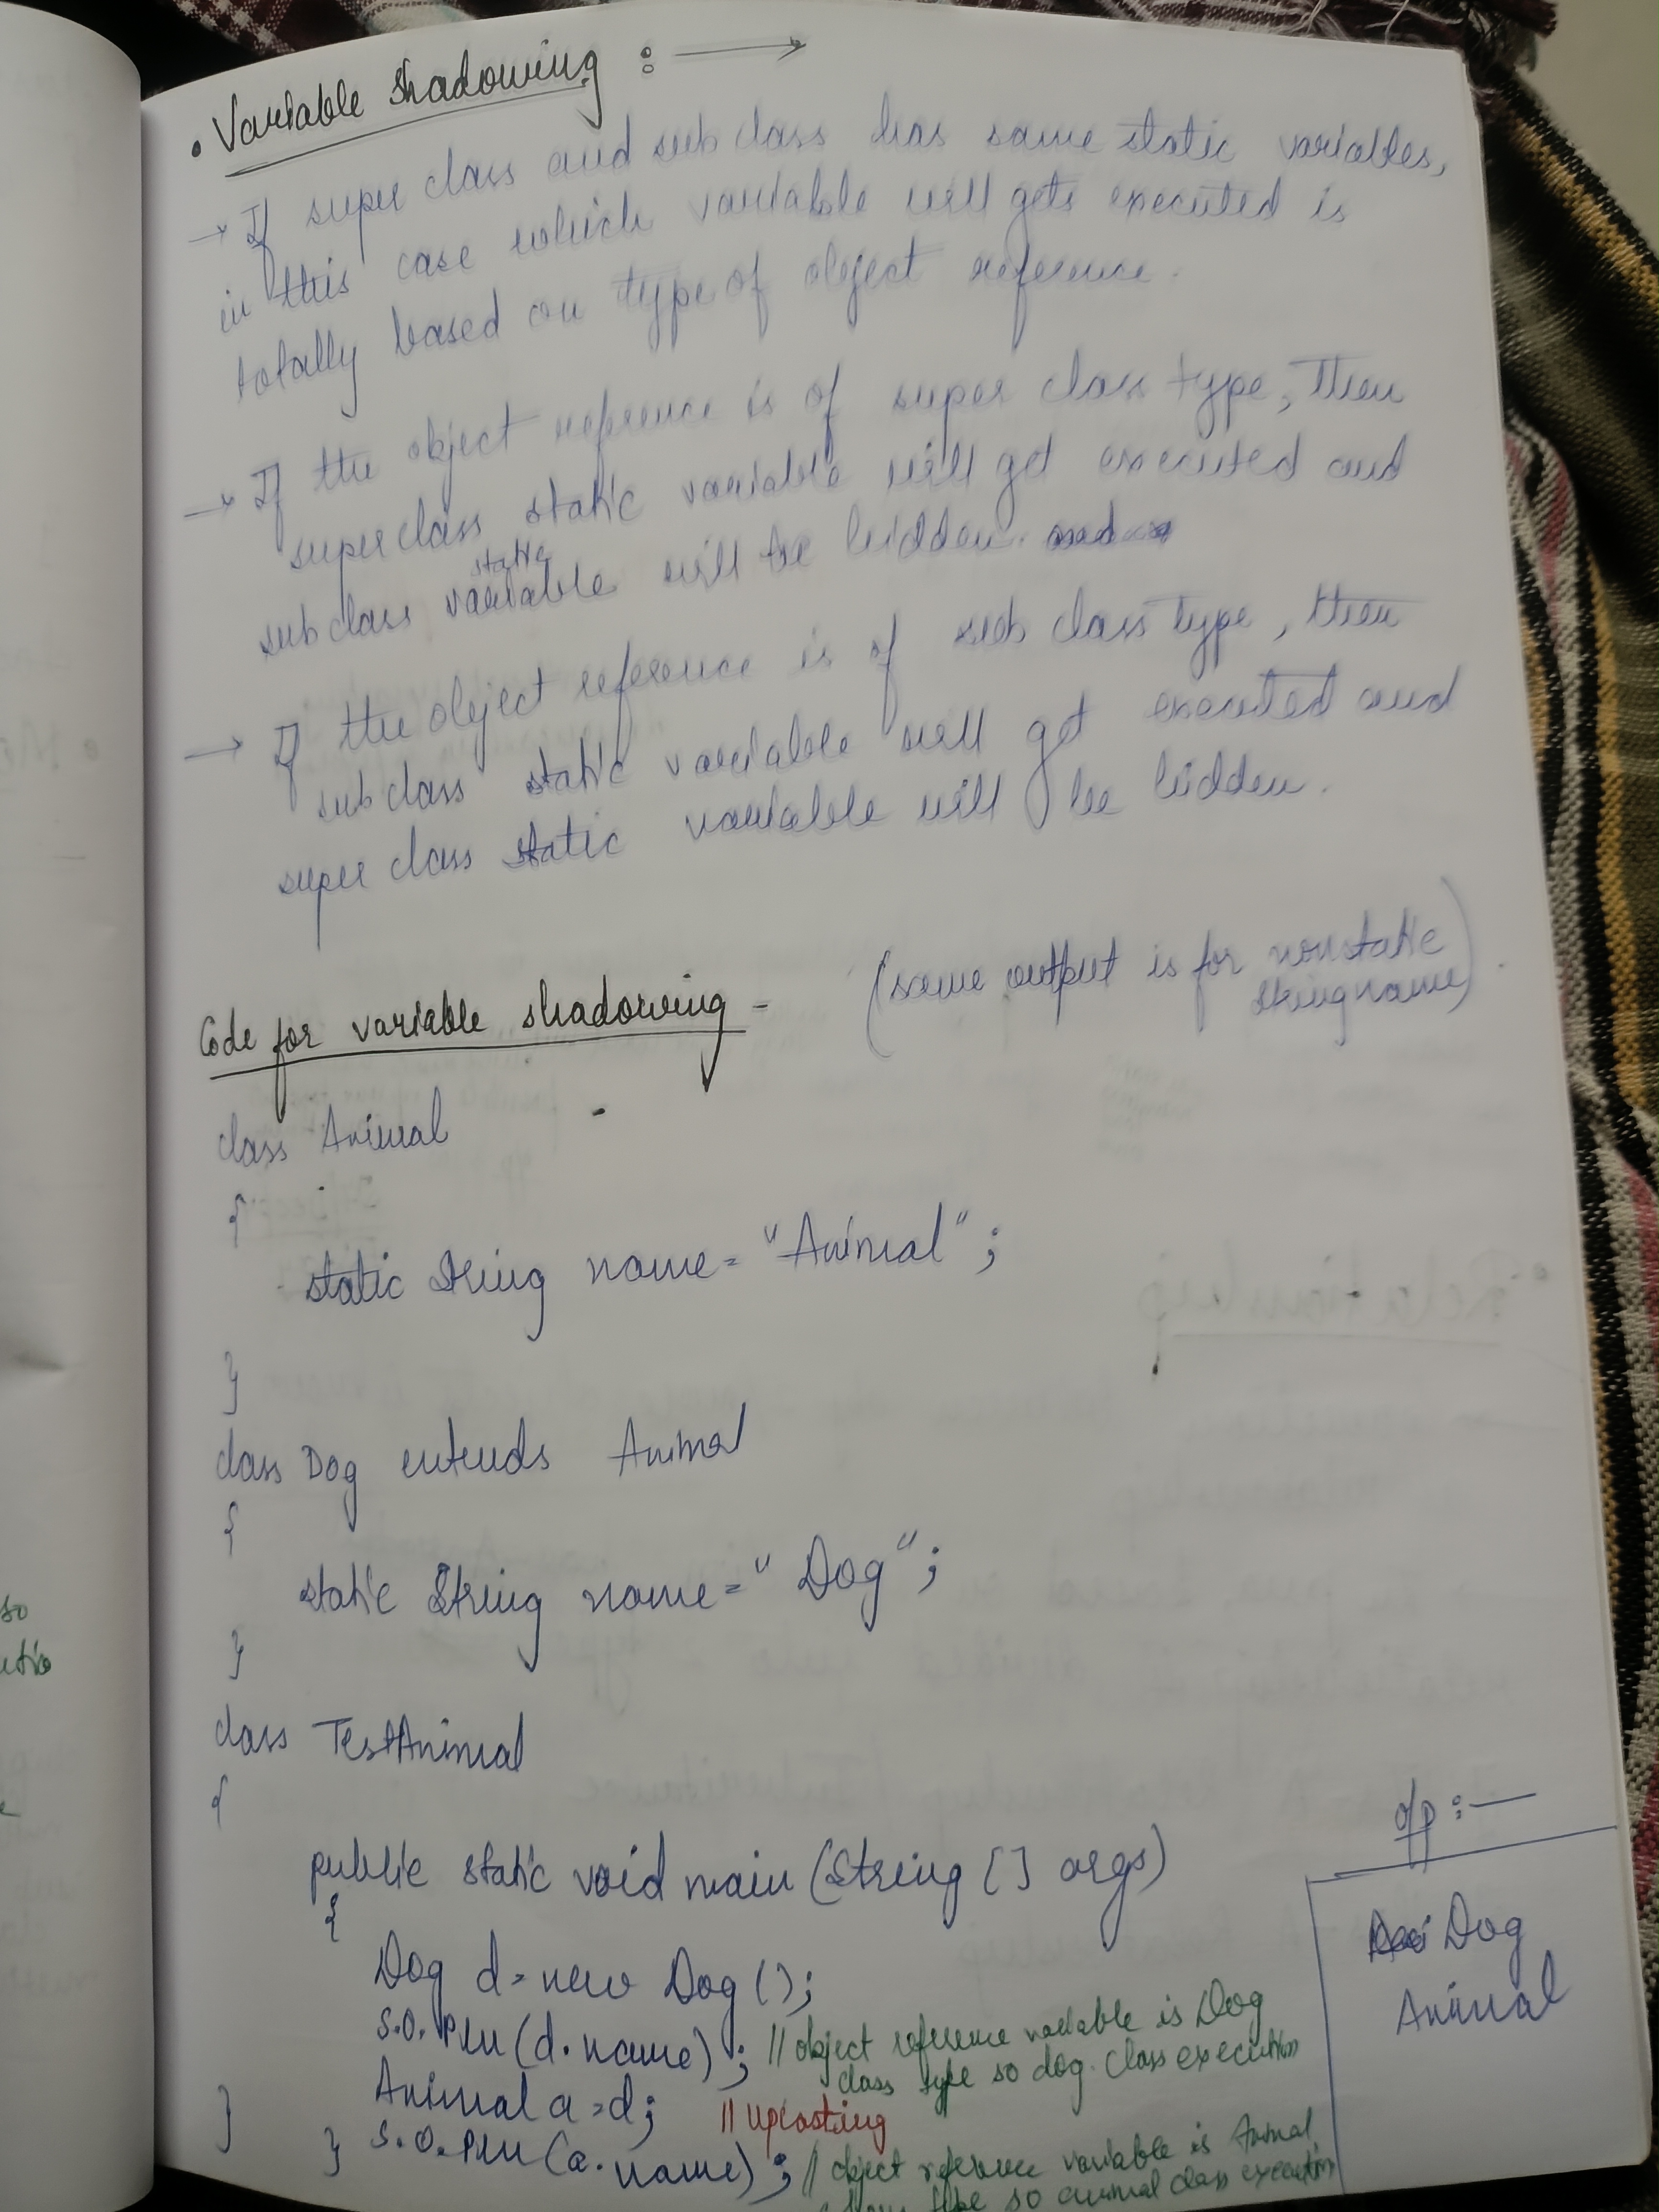 • Variable shadowing : →
→ If super class and sub class has same static variables,
in this case which variable will gets executed is
totally based on type of object reference.
→ If the object reference is of super class type, then
superclass static variable will get executed and
sub class static variable will be hidden.
→ If the object reference is of sub class type, then
sub class static variable will get executed and
super class static variable will be hidden.
(same output is for nonstatic
String name)
Code for variable shadowing -
class Animal
{
static String name = "Animal";
}
class Dog extends Animal
{
static String name = "Dog";
}
class TestAnimal
{
public static void main (String [] args)
{
Dog d = new Dog ();
S.O.Pln (d.name); // object reference variable is Dog
class type so dog class execution
Animal a = d; // upcasting
S.O.Pln (a.name); // object reference variable is Animal
class type so animal class execution
}
}
o/p :—
Dog
Animal
so